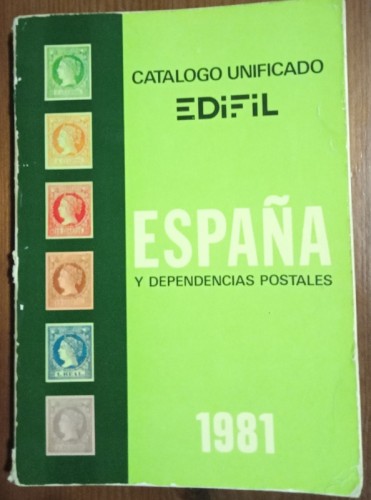 CATALOGO UNIFICADO
EDIFIL
ESPAÑA
Y DEPENDENCIAS POSTALES
1981